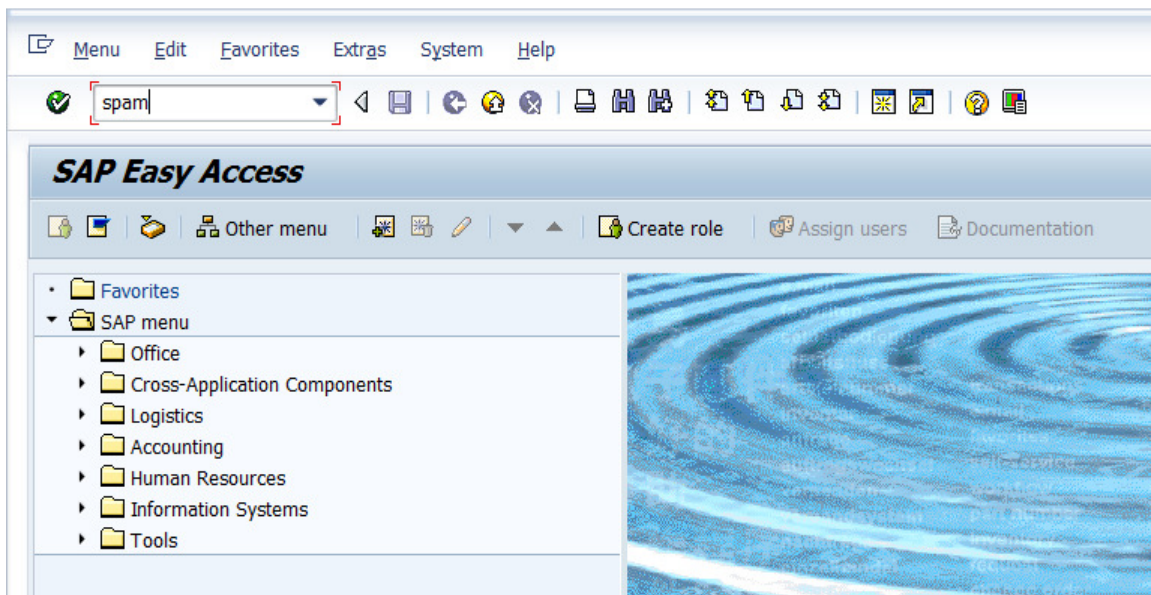 Menu Edit Favorites Extras System Help
spam
SAP Easy Access
Other menu Create role Assign users Documentation
Favorites
SAP menu
Office
Cross-Application Components
Logistics
Accounting
Human Resources
Information Systems
Tools